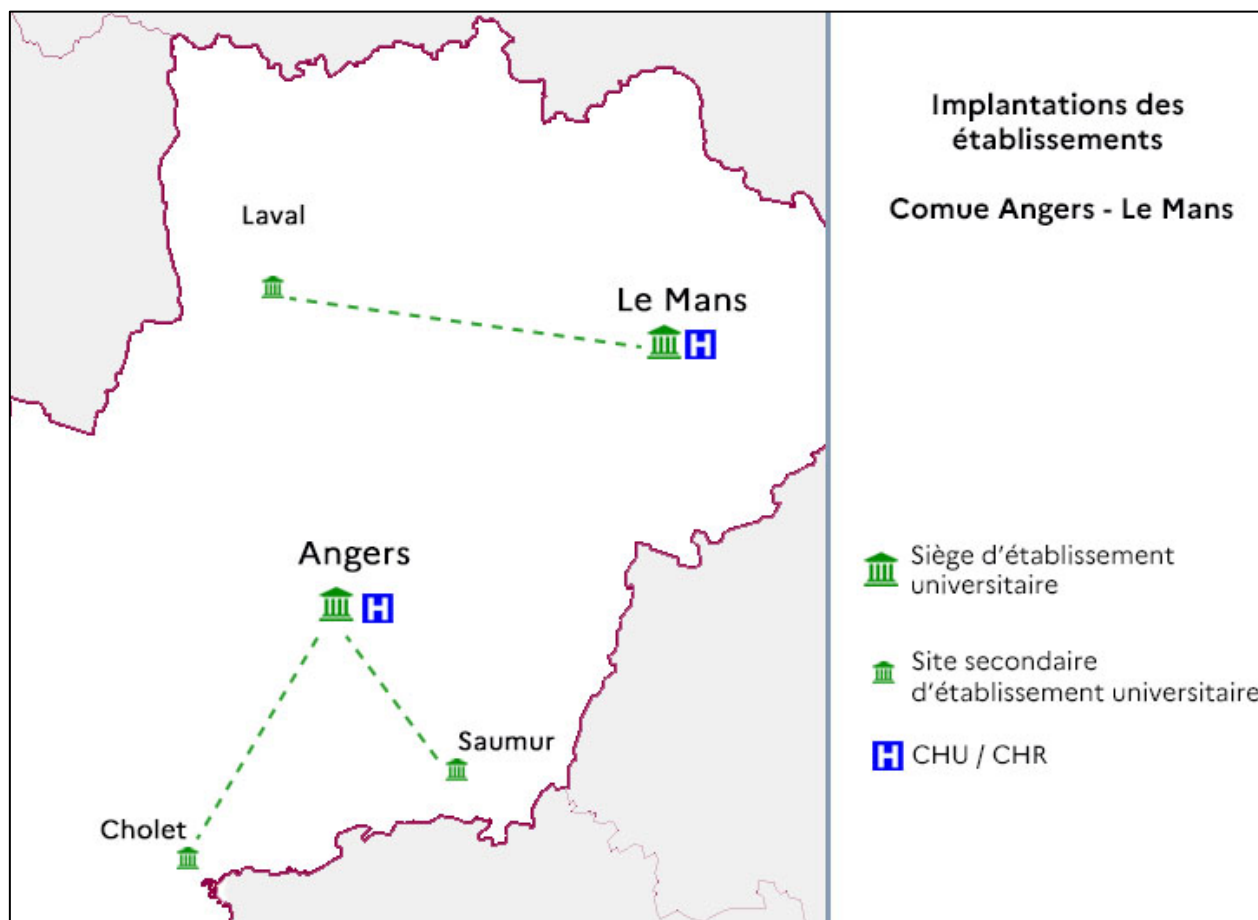 Laval
Le Mans
H
Angers
H
Saumur
Cholet
Implantations des
établissements
Comue Angers - Le Mans
Siège d'établissement
universitaire
Site secondaire
d'établissement universitaire
H CHU / CHR